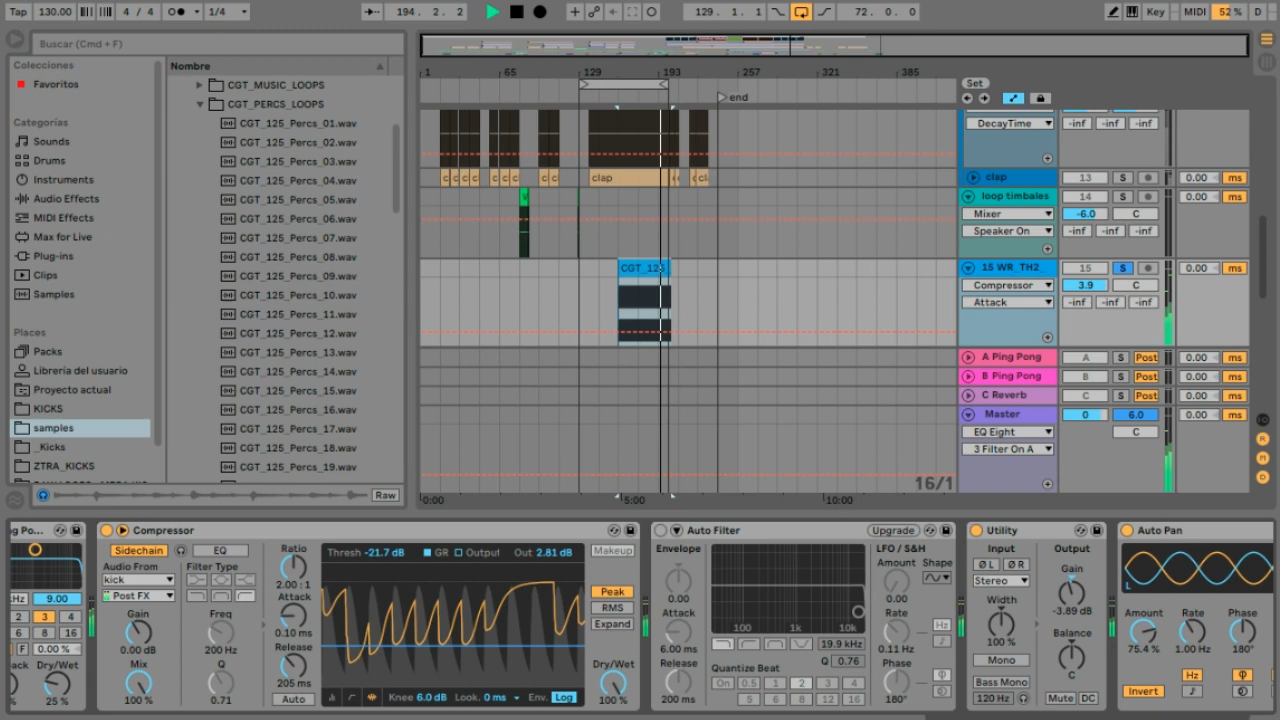 Tap 130.00 4 / 4 1/4 194. 2. 2 129. 1. 1 72. 0. 0 Key MIDI 52 % D
Buscar (Cmd + F)
Colecciones
Favoritos
Categorías
Sounds
Drums
Instruments
Audio Effects
MIDI Effects
Max for Live
Plug-ins
Clips
Samples
Places
Packs
Librería del usuario
Proyecto actual
KICKS
samples
_Kicks
ZTRA_KICKS
Nombre
CGT_MUSIC_LOOPS
CGT_PERCS_LOOPS
CGT_125_Percs_01.wav
CGT_125_Percs_02.wav
CGT_125_Percs_03.wav
CGT_125_Percs_04.wav
CGT_125_Percs_05.wav
CGT_125_Percs_06.wav
CGT_125_Percs_07.wav
CGT_125_Percs_08.wav
CGT_125_Percs_09.wav
CGT_125_Percs_10.wav
CGT_125_Percs_11.wav
CGT_125_Percs_12.wav
CGT_125_Percs_13.wav
CGT_125_Percs_14.wav
CGT_125_Percs_15.wav
CGT_125_Percs_16.wav
CGT_125_Percs_17.wav
CGT_125_Percs_18.wav
CGT_125_Percs_19.wav
Raw
1 65 129 193 257 321 385
end
Set
c c c c c c c c c clap c cl
CGT_125_
16/1
0:00 5:00 10:00
DecayTime -inf -inf -inf
clap 13 S 0.00 ms
loop timbales 14 S 0.00 ms
Mixer -6.0 C
Speaker On -inf -inf -inf
15 WR_TH2_ 15 S 0.00 ms
Compressor 3.9 C
Attack -inf -inf -inf
A Ping Pong A S Post 0.00 ms
B Ping Pong B S Post 0.00 ms
C Reverb C S Post 0.00 ms
Master 0 6.0 0.00 ms
EQ Eight C
3 Filter On A
R
M
D
g Po...
Hz 9.00
2 3 4
6 8 16
F 0.00 %
ack Dry/Wet
25 %
Compressor
Sidechain EQ
Audio From Filter Type
kick
Post FX
Gain Freq
0.00 dB 200 Hz
Mix Q
100 % 0.71
Ratio
2.00 : 1
Attack
0.10 ms
Release
205 ms
Auto
Thresh -21.7 dB GR Output Out 2.81 dB
Knee 6.0 dB Look. 0 ms Env. Log
Makeup
Peak
RMS
Expand
Dry/Wet
100 %
Auto Filter Upgrade
Envelope
0.00
Attack
6.00 ms
Release
200 ms
100 1k 10k
19.9 kHz
Q 0.76
Quantize Beat
On 0.5 1 2 3 4
5 6 8 12 16
LFO / S&H
Amount Shape
0.00
Rate
Hz
0.11 Hz
Phase
180°
Utility
Input Output
Ø L Ø R Gain
Stereo
-3.89 dB
Width
100 %
Balance
Mono C
Bass Mono
120 Hz Mute DC
Auto Pan
L
Amount Rate Phase
75.4 % 1.00 Hz 180°
Hz
Invert